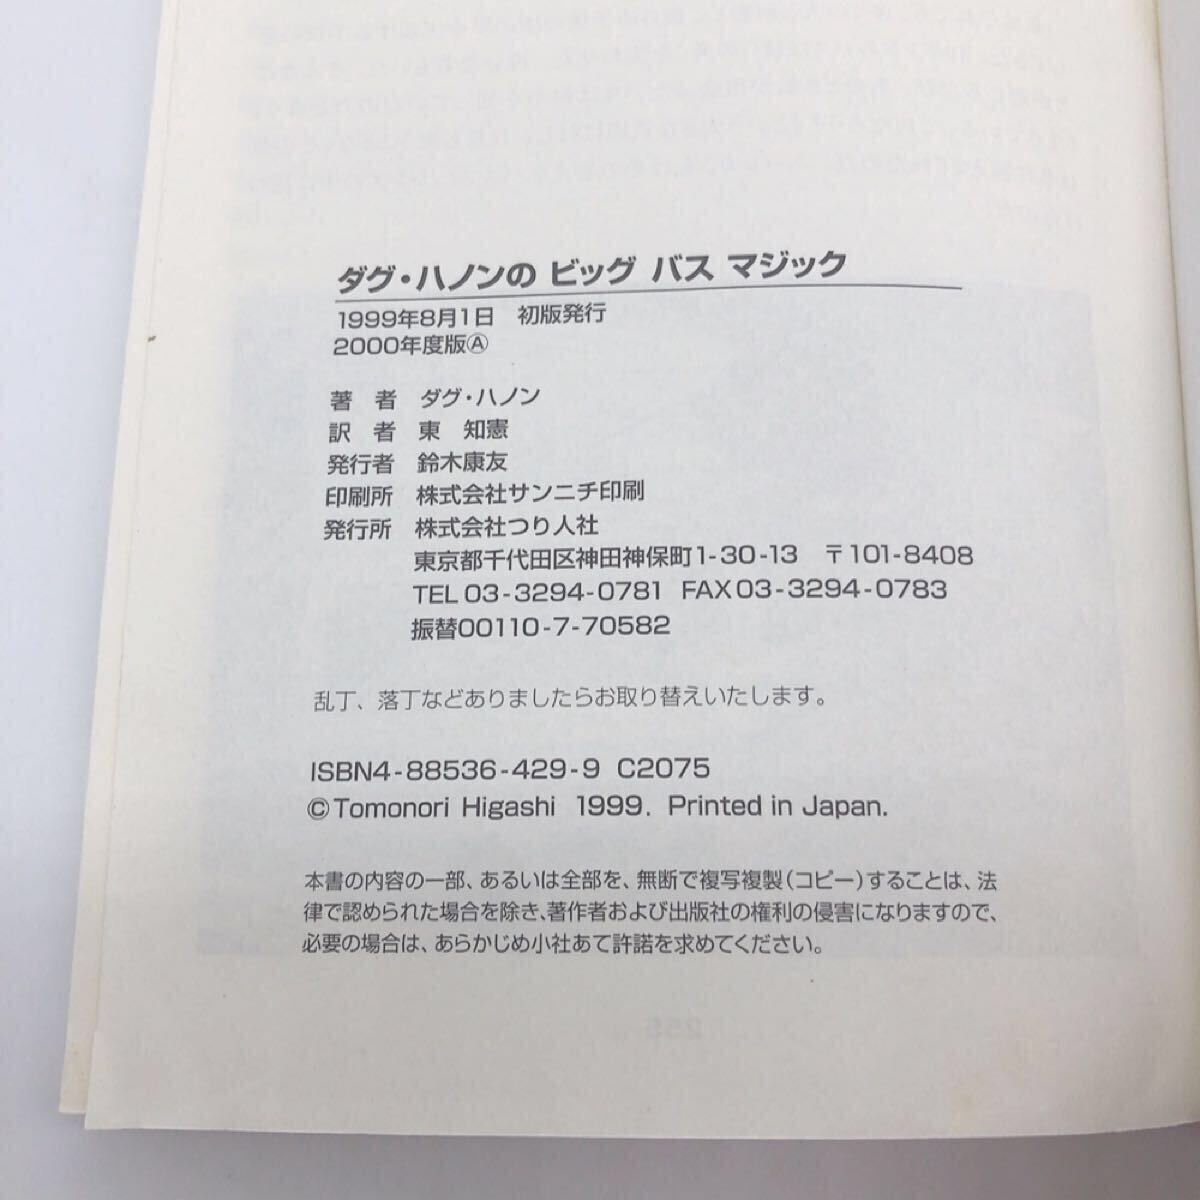 ダグ・ハノンの ビッグ バス マジック
1999年8月1日 初版発行
2000年度版Ⓐ
著 者 ダグ・ハノン
訳 者 東 知憲
発行者 鈴木康友
印刷所 株式会社サンニチ印刷
発行所 株式会社つり人社
東京都千代田区神田神保町1-30-13 〒101-8408
TEL 03-3294-0781 FAX03-3294-0783
振替00110-7-70582
乱丁、落丁などありましたらお取り替えいたします。
ISBN4-88536-429-9 C2075
©Tomonori Higashi 1999. Printed in Japan.
本書の内容の一部、あるいは全部を、無断で複写複製(コピー)することは、法
律で認められた場合を除き、著作者および出版社の権利の侵害になりますので、
必要の場合は、あらかじめ小社あて許諾を求めてください。